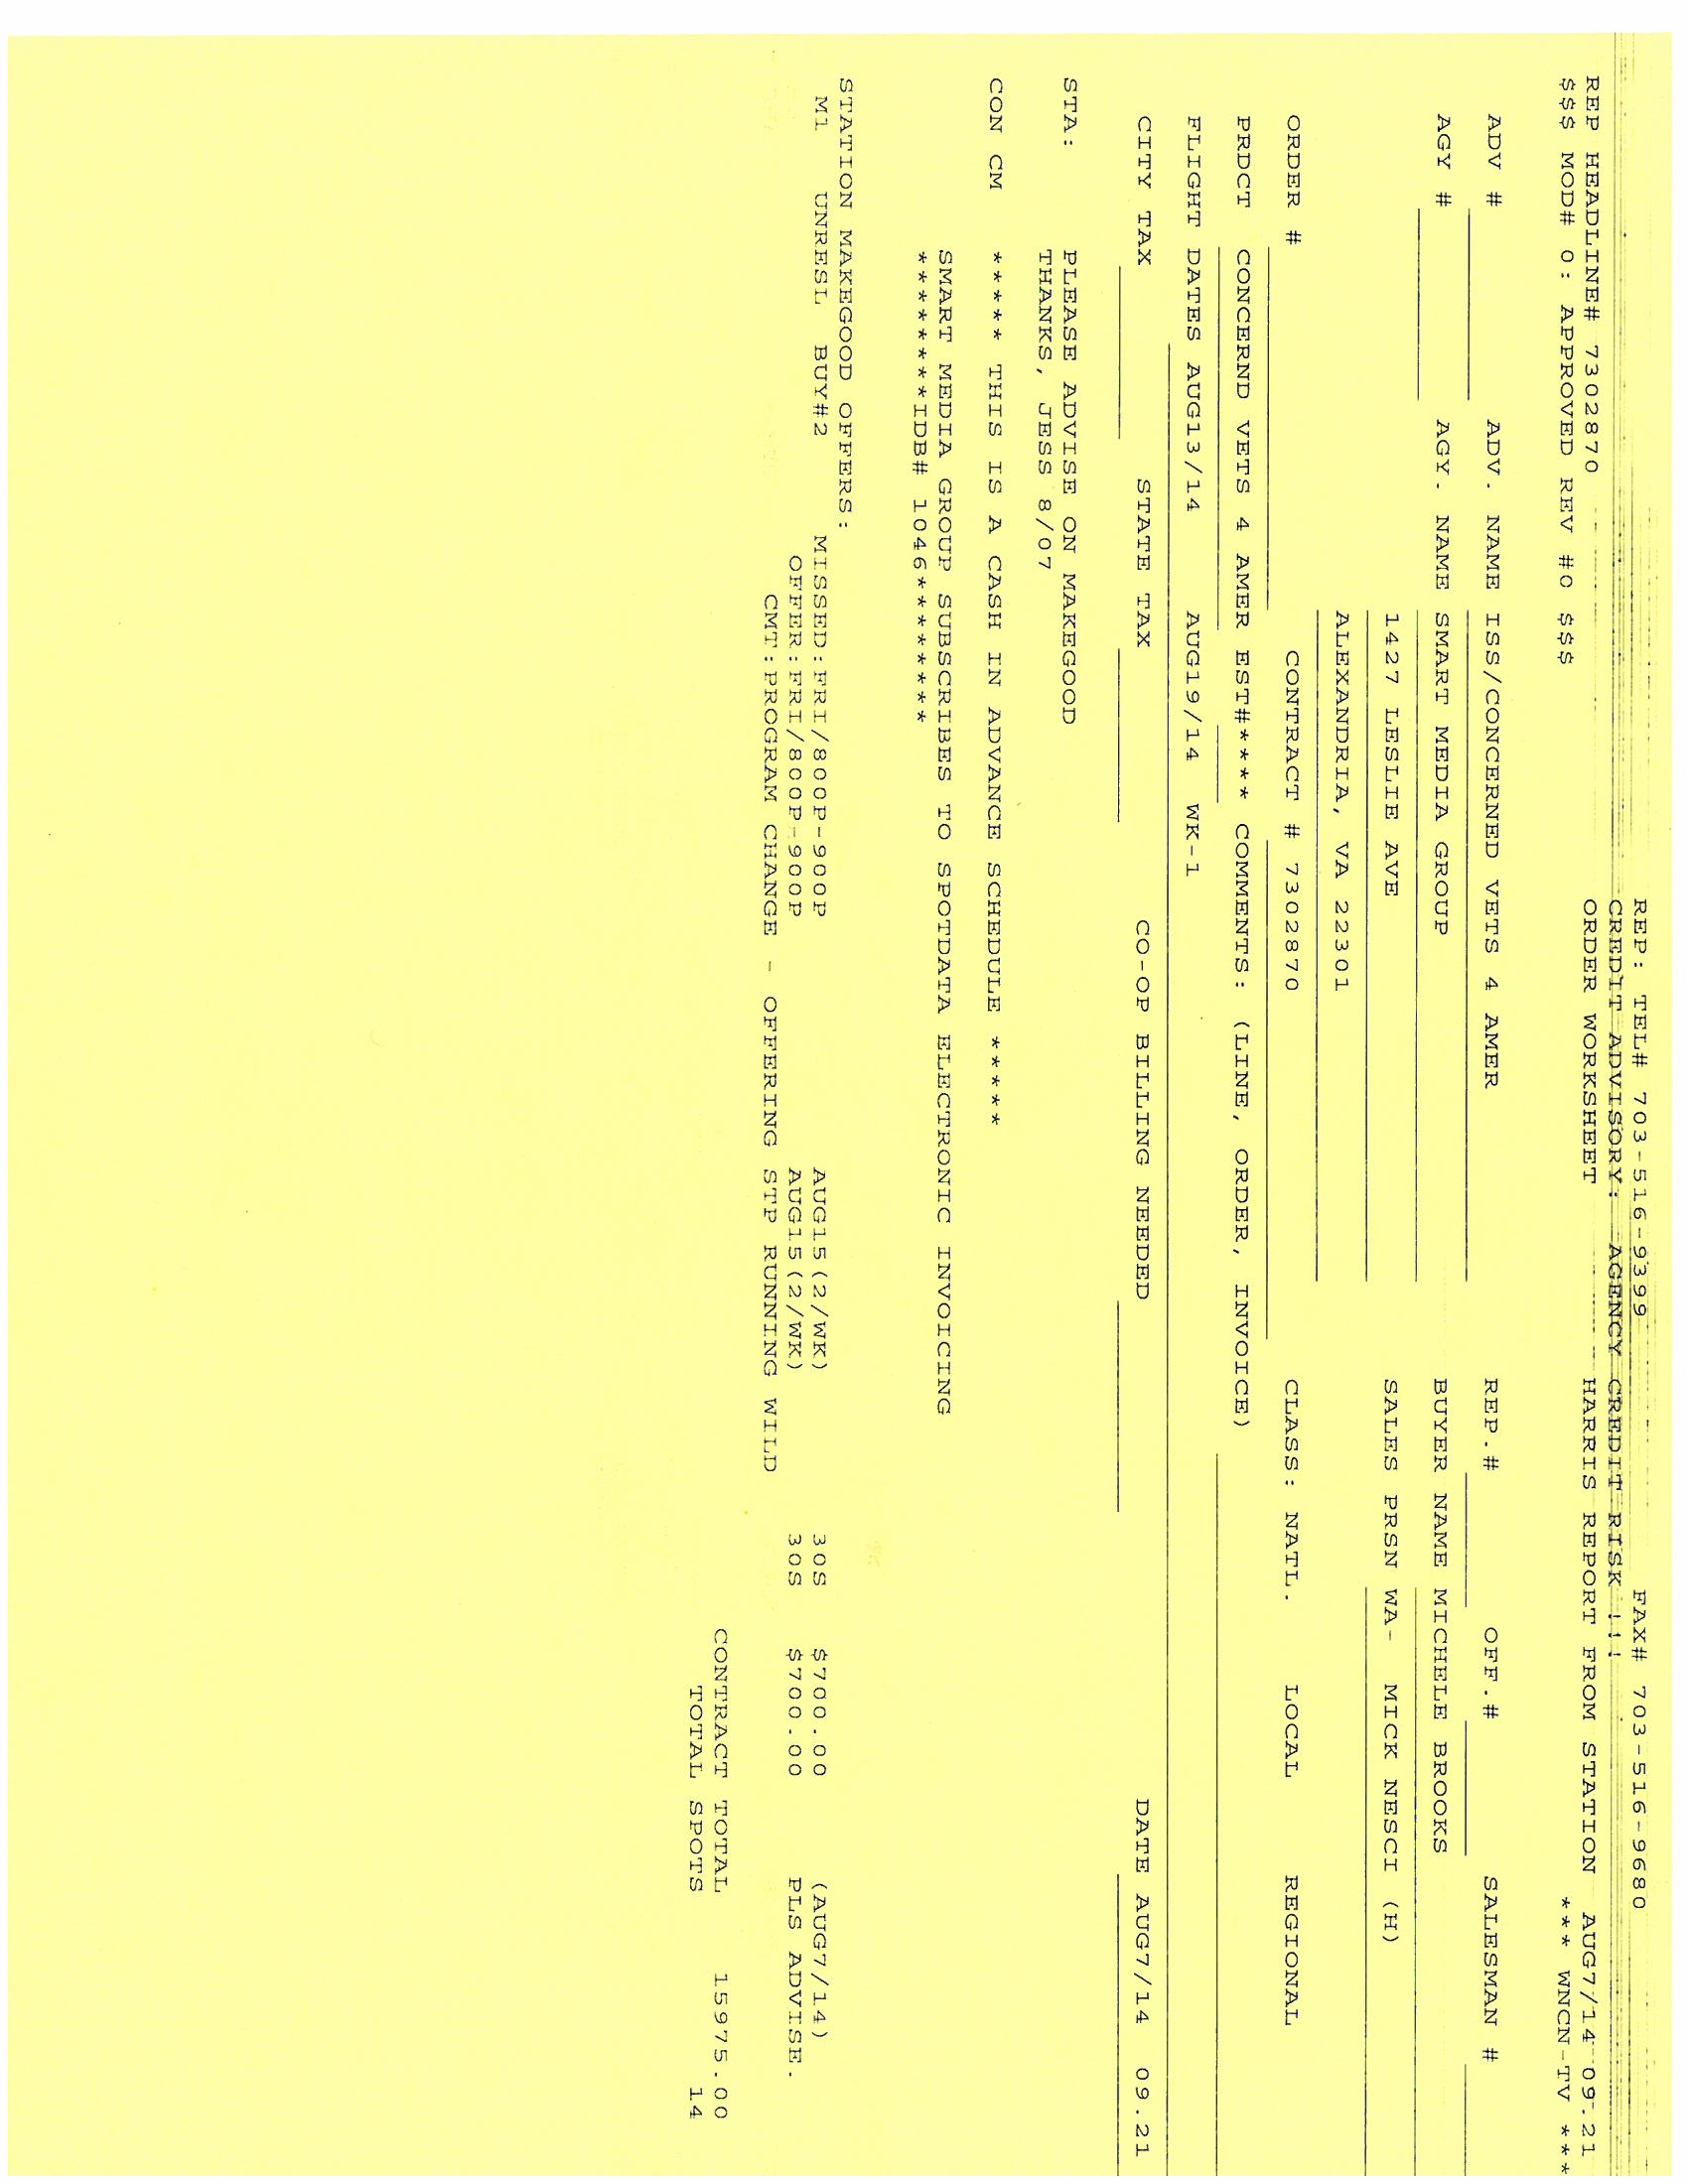 REP: TEL# 703-516-9399 FAX# 703-516-9680
CREDIT ADVISORY: AGENCY CREDIT RISK !!!
REP HEADLINE# 7302870 ORDER WORKSHEET HARRIS REPORT FROM STATION AUG7/14 09.21
$$$ MOD# 0: APPROVED REV #0 $$$ *** WNCN-TV ***
ADV # ADV. NAME ISS/CONCERNED VETS 4 AMER REP.# OFF.# SALESMAN #
AGY # AGY. NAME SMART MEDIA GROUP BUYER NAME MICHELE BROOKS
1427 LESLIE AVE SALES PRSN WA- MICK NESCI (H)
ALEXANDRIA, VA 22301
ORDER # CONTRACT # 7302870 CLASS: NATL. LOCAL REGIONAL
PRDCT CONCERND VETS 4 AMER EST#**** COMMENTS: (LINE, ORDER, INVOICE)
FLIGHT DATES AUG13/14 AUG19/14 WK-1
CITY TAX STATE TAX CO-OP BILLING NEEDED DATE AUG7/14 09.21
STA: PLEASE ADVISE ON MAKEGOOD
THANKS, JESS 8/07
CON CM ***** THIS IS A CASH IN ADVANCE SCHEDULE *****
SMART MEDIA GROUP SUBSCRIBES TO SPOTDATA ELECTRONIC INVOICING
********IDB# 1046********
STATION MAKEGOOD OFFERS:
M1 UNRESL BUY#2 MISSED:FRI/800P-900P AUG15(2/WK) 30S $700.00 (AUG7/14)
OFFER:FRI/800P-900P AUG15(2/WK) 30S $700.00 PLS ADVISE.
CMT:PROGRAM CHANGE - OFFERING STP RUNNING WILD
CONTRACT TOTAL 15975.00
TOTAL SPOTS 14